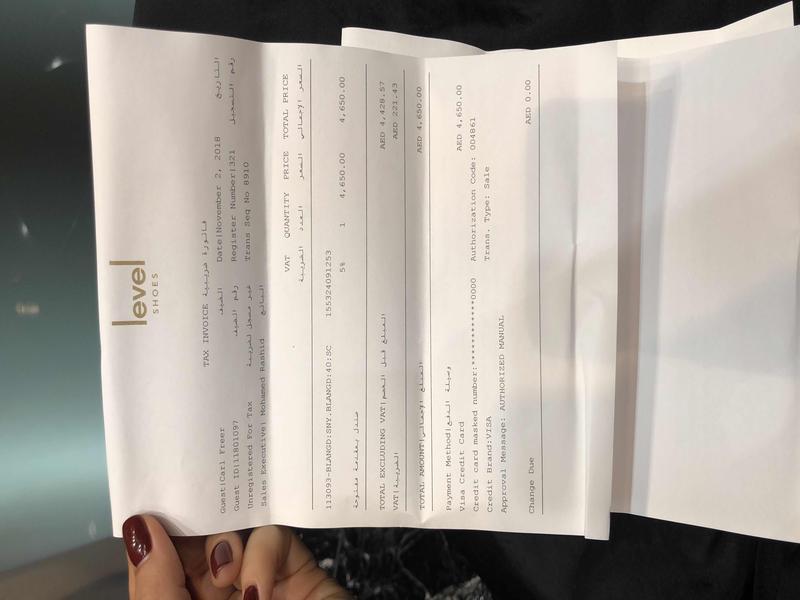 level
SHOES
TAX INVOICE فاتورة ضريبية
Guest|Carl Freer الضيف Date|November 2, 2018 التاريخ
Guest ID|11801097 رقم الضيف Register Number|321 رقم التسجيل
Unregistered For Tax غير مسجل لضريبة Trans Seq No 8910
Sales Executive| Mohamed Rashid البائع
VAT QUANTITY PRICE TOTAL PRICE
الضريبة العدد السعر السعر الإجمالي
113093-BLANGD:SNY.BLANGD:40:SC 155324091253
5% 1 4,650.00 4,650.00
صندل بمقدمة مفتوحة
TOTAL EXCLUDING VAT|المبلغ قبل الخصم AED 4,428.57
VAT|الضريبة AED 221.43
TOTAL AMOUNT|المبلغ الإجمالي AED 4,650.00
Payment Method|وسيلة الدفع
Visa Credit Card AED 4,650.00
Credit card masked number:************0000 Authorization Code: 004861
Credit Brand:VISA Trans. Type: Sale
Approval Message: AUTHORIZED MANUAL
Change Due AED 0.00